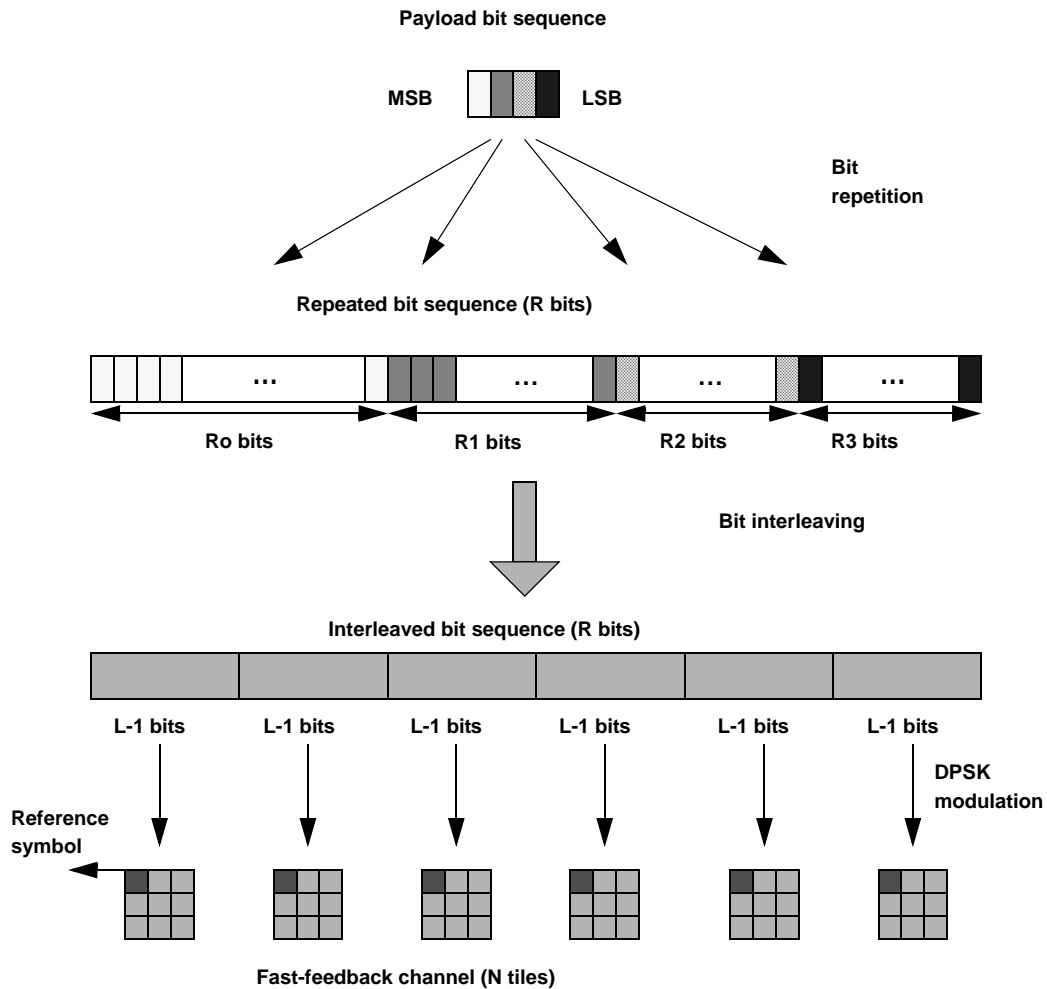 Payload bit sequence
MSB
LSB
Bit
repetition
Repeated bit sequence (R bits)
...
...
...
...
Ro bits
R1 bits
R2 bits
R3 bits
Bit interleaving
Interleaved bit sequence (R bits)
L-1 bits
L-1 bits
L-1 bits
L-1 bits
L-1 bits
L-1 bits
DPSK
modulation
Reference
symbol
Fast-feedback channel (N tiles)